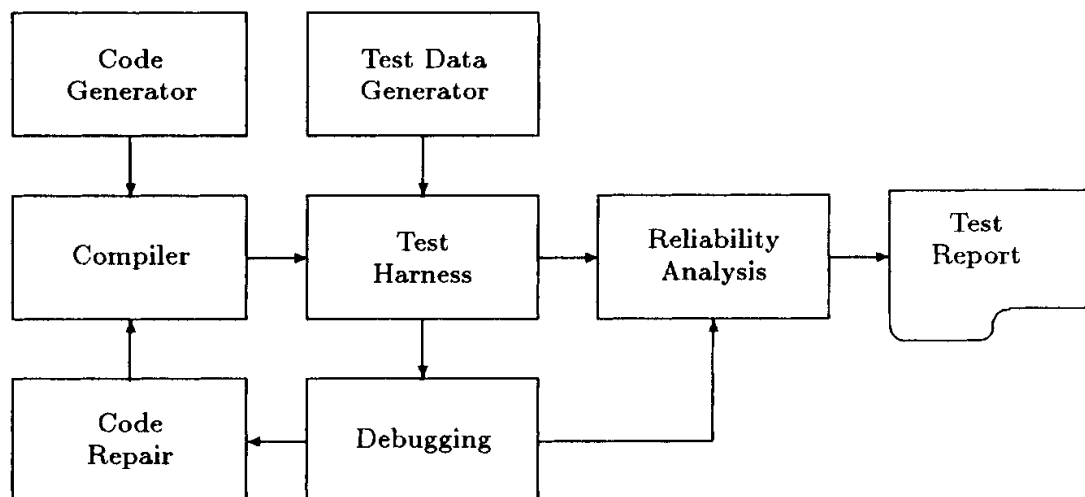 Code
Generator
Test Data
Generator
Compiler
Test
Harness
Reliability
Analysis
Test
Report
Code
Repair
Debugging